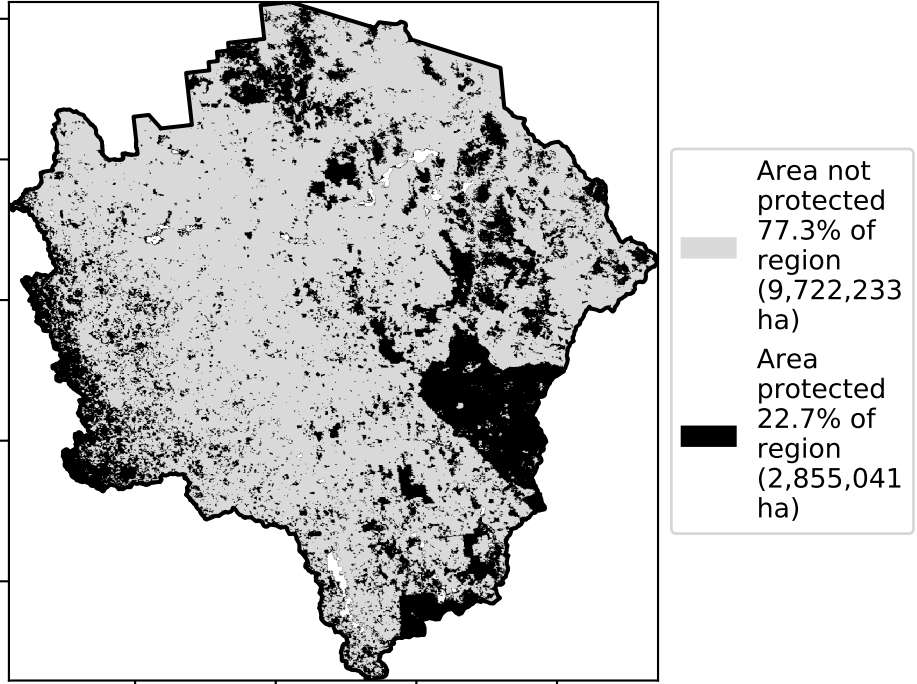 Area not
protected
77.3% of
region
(9,722,233
ha)
Area
protected
22.7% of
region
(2,855,041
ha)